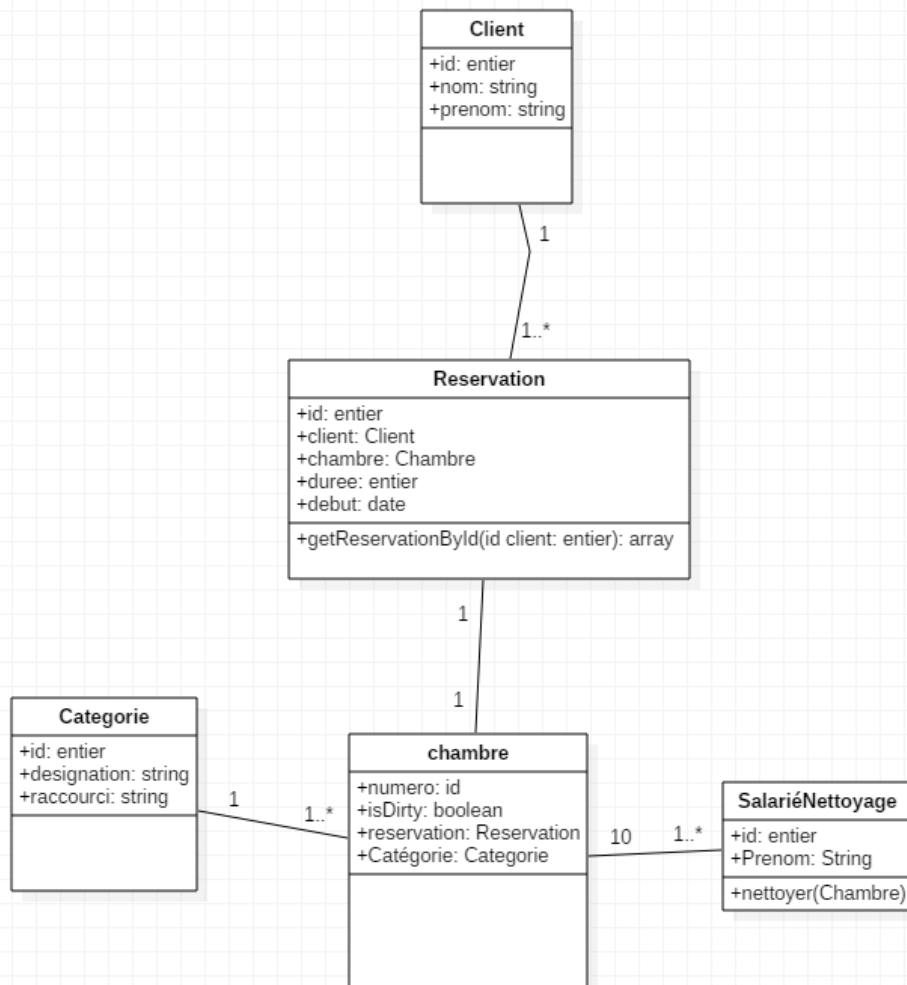 Client
+id: entier
+nom: string
+prenom: string
1
1..*
Reservation
+id: entier
+client: Client
+chambre: Chambre
+duree: entier
+debut: date
+getReservationById(id client: entier): array
1
1
Categorie
+id: entier
+designation: string
+raccourci: string
1
1..*
chambre
+numero: id
+isDirty: boolean
+reservation: Reservation
+Catégorie: Categorie
10
1..*
SalariéNettoyage
+id: entier
+Prenom: String
+nettoyer(Chambre)